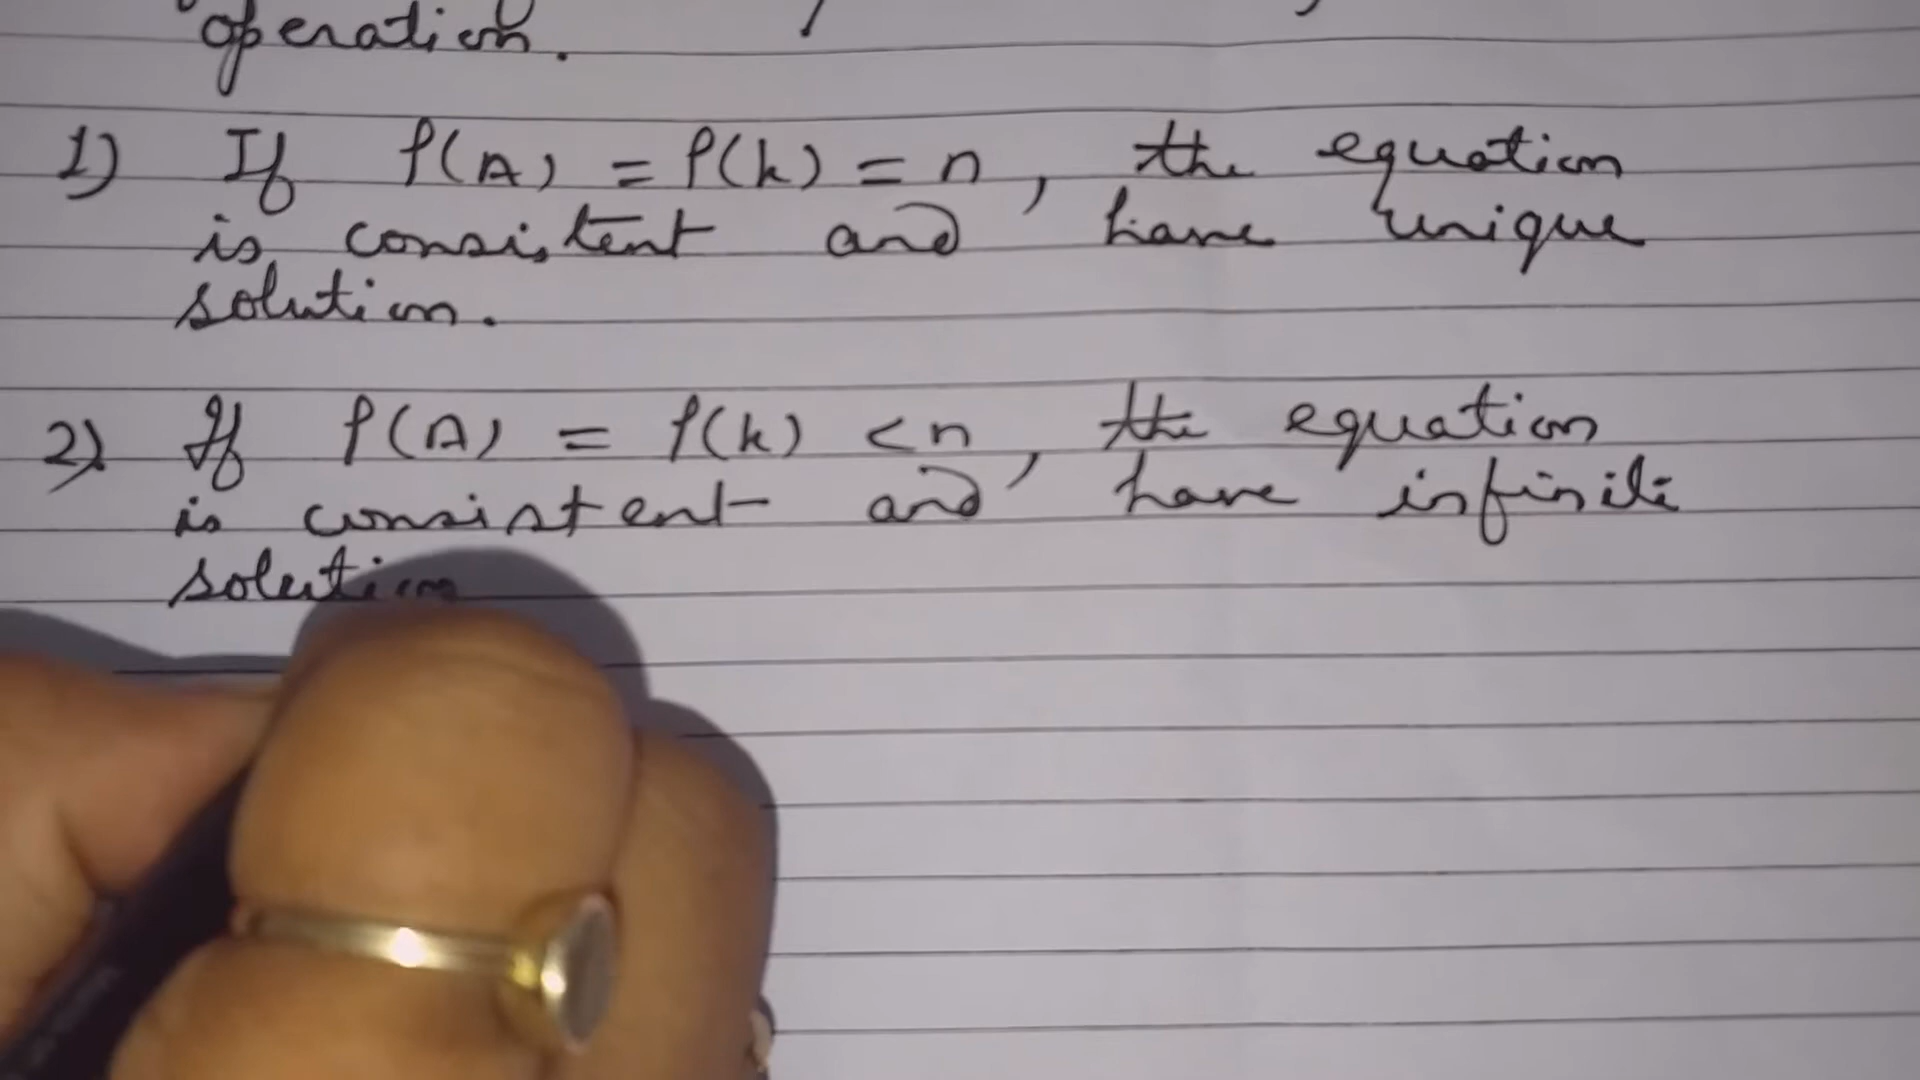 operation.
1) If ρ(A) = ρ(k) = n, the equation
is consistent and have unique
solution.
2) If ρ(A) = ρ(k) < n, the equation
is consistent and have infinite
solution